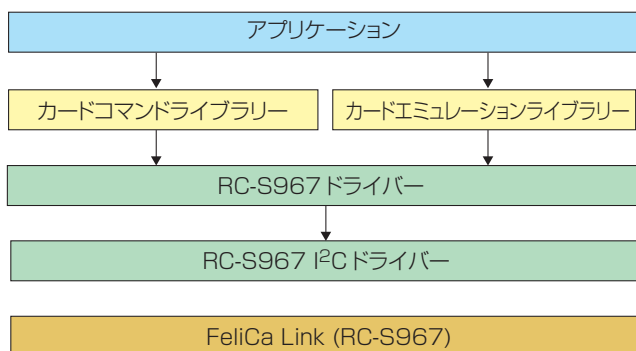 アプリケーション
カードコマンドライブラリー
カードエミュレーションライブラリー
RC-S967ドライバー
RC-S967 I²Cドライバー
FeliCa Link (RC-S967)